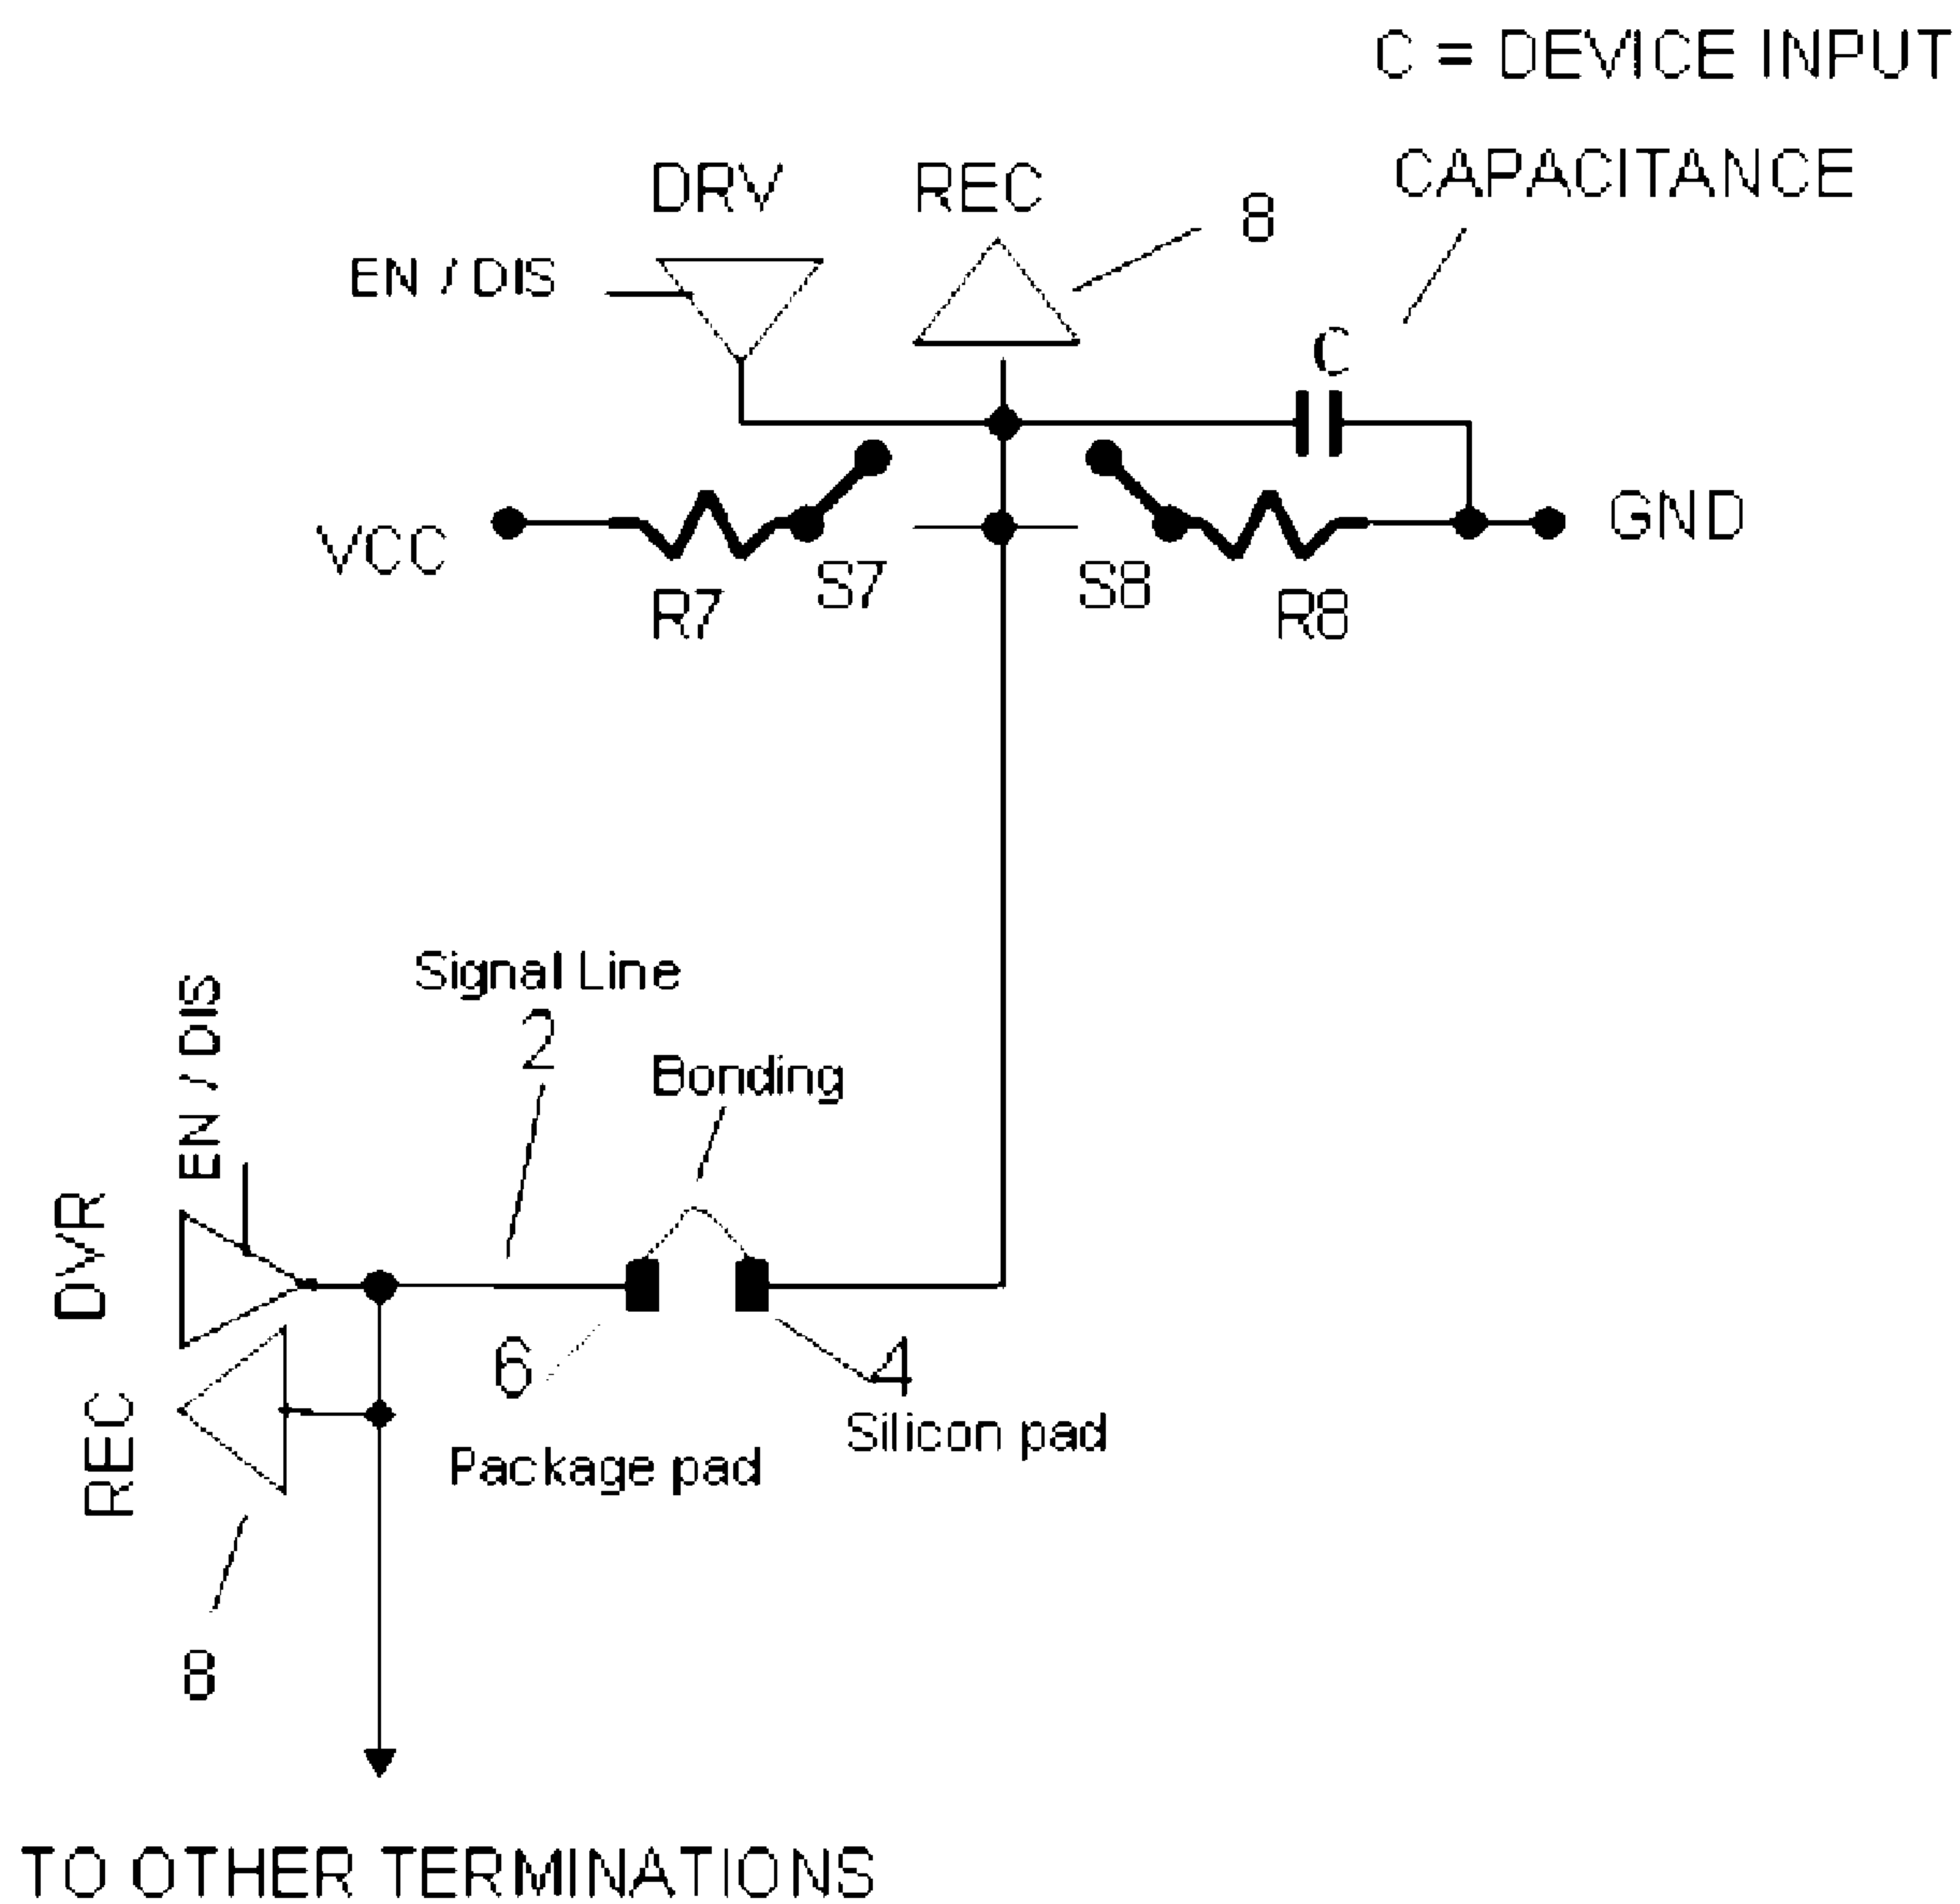 C = DEVICE INPUT
CAPACITANCE
DRV
REC
8
EN / DIS
C
VCC
GND
R7
S7
S8
R8
Signal Line
2
Bonding
EN / DIS
DVR
REC
6
4
Silicon pad
Package pad
8
TO OTHER TERMINATIONS